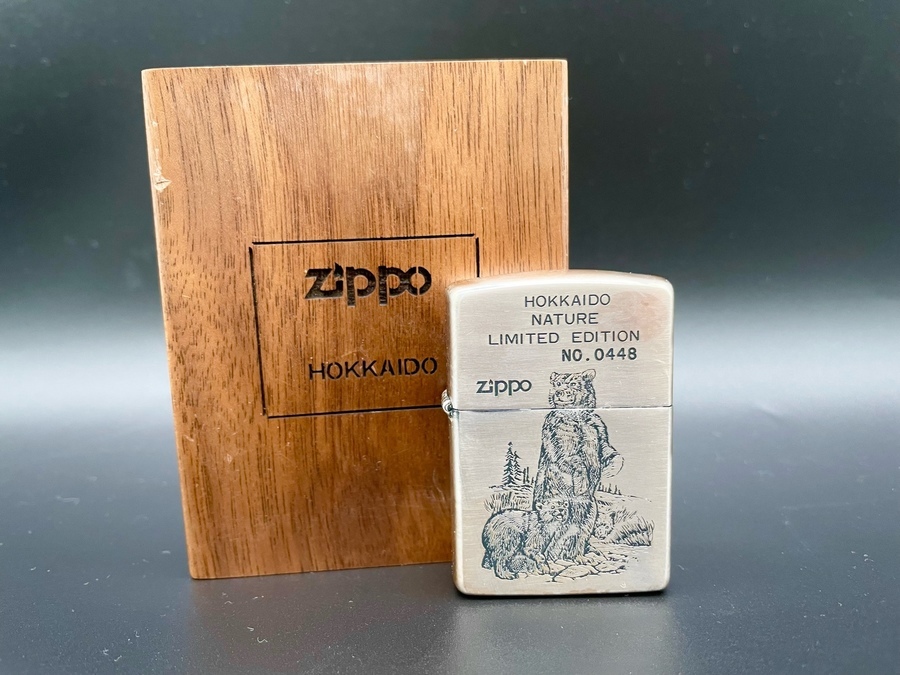 zippo
HOKKAIDO
HOKKAIDO
NATURE
LIMITED EDITION
NO.0448
zippo